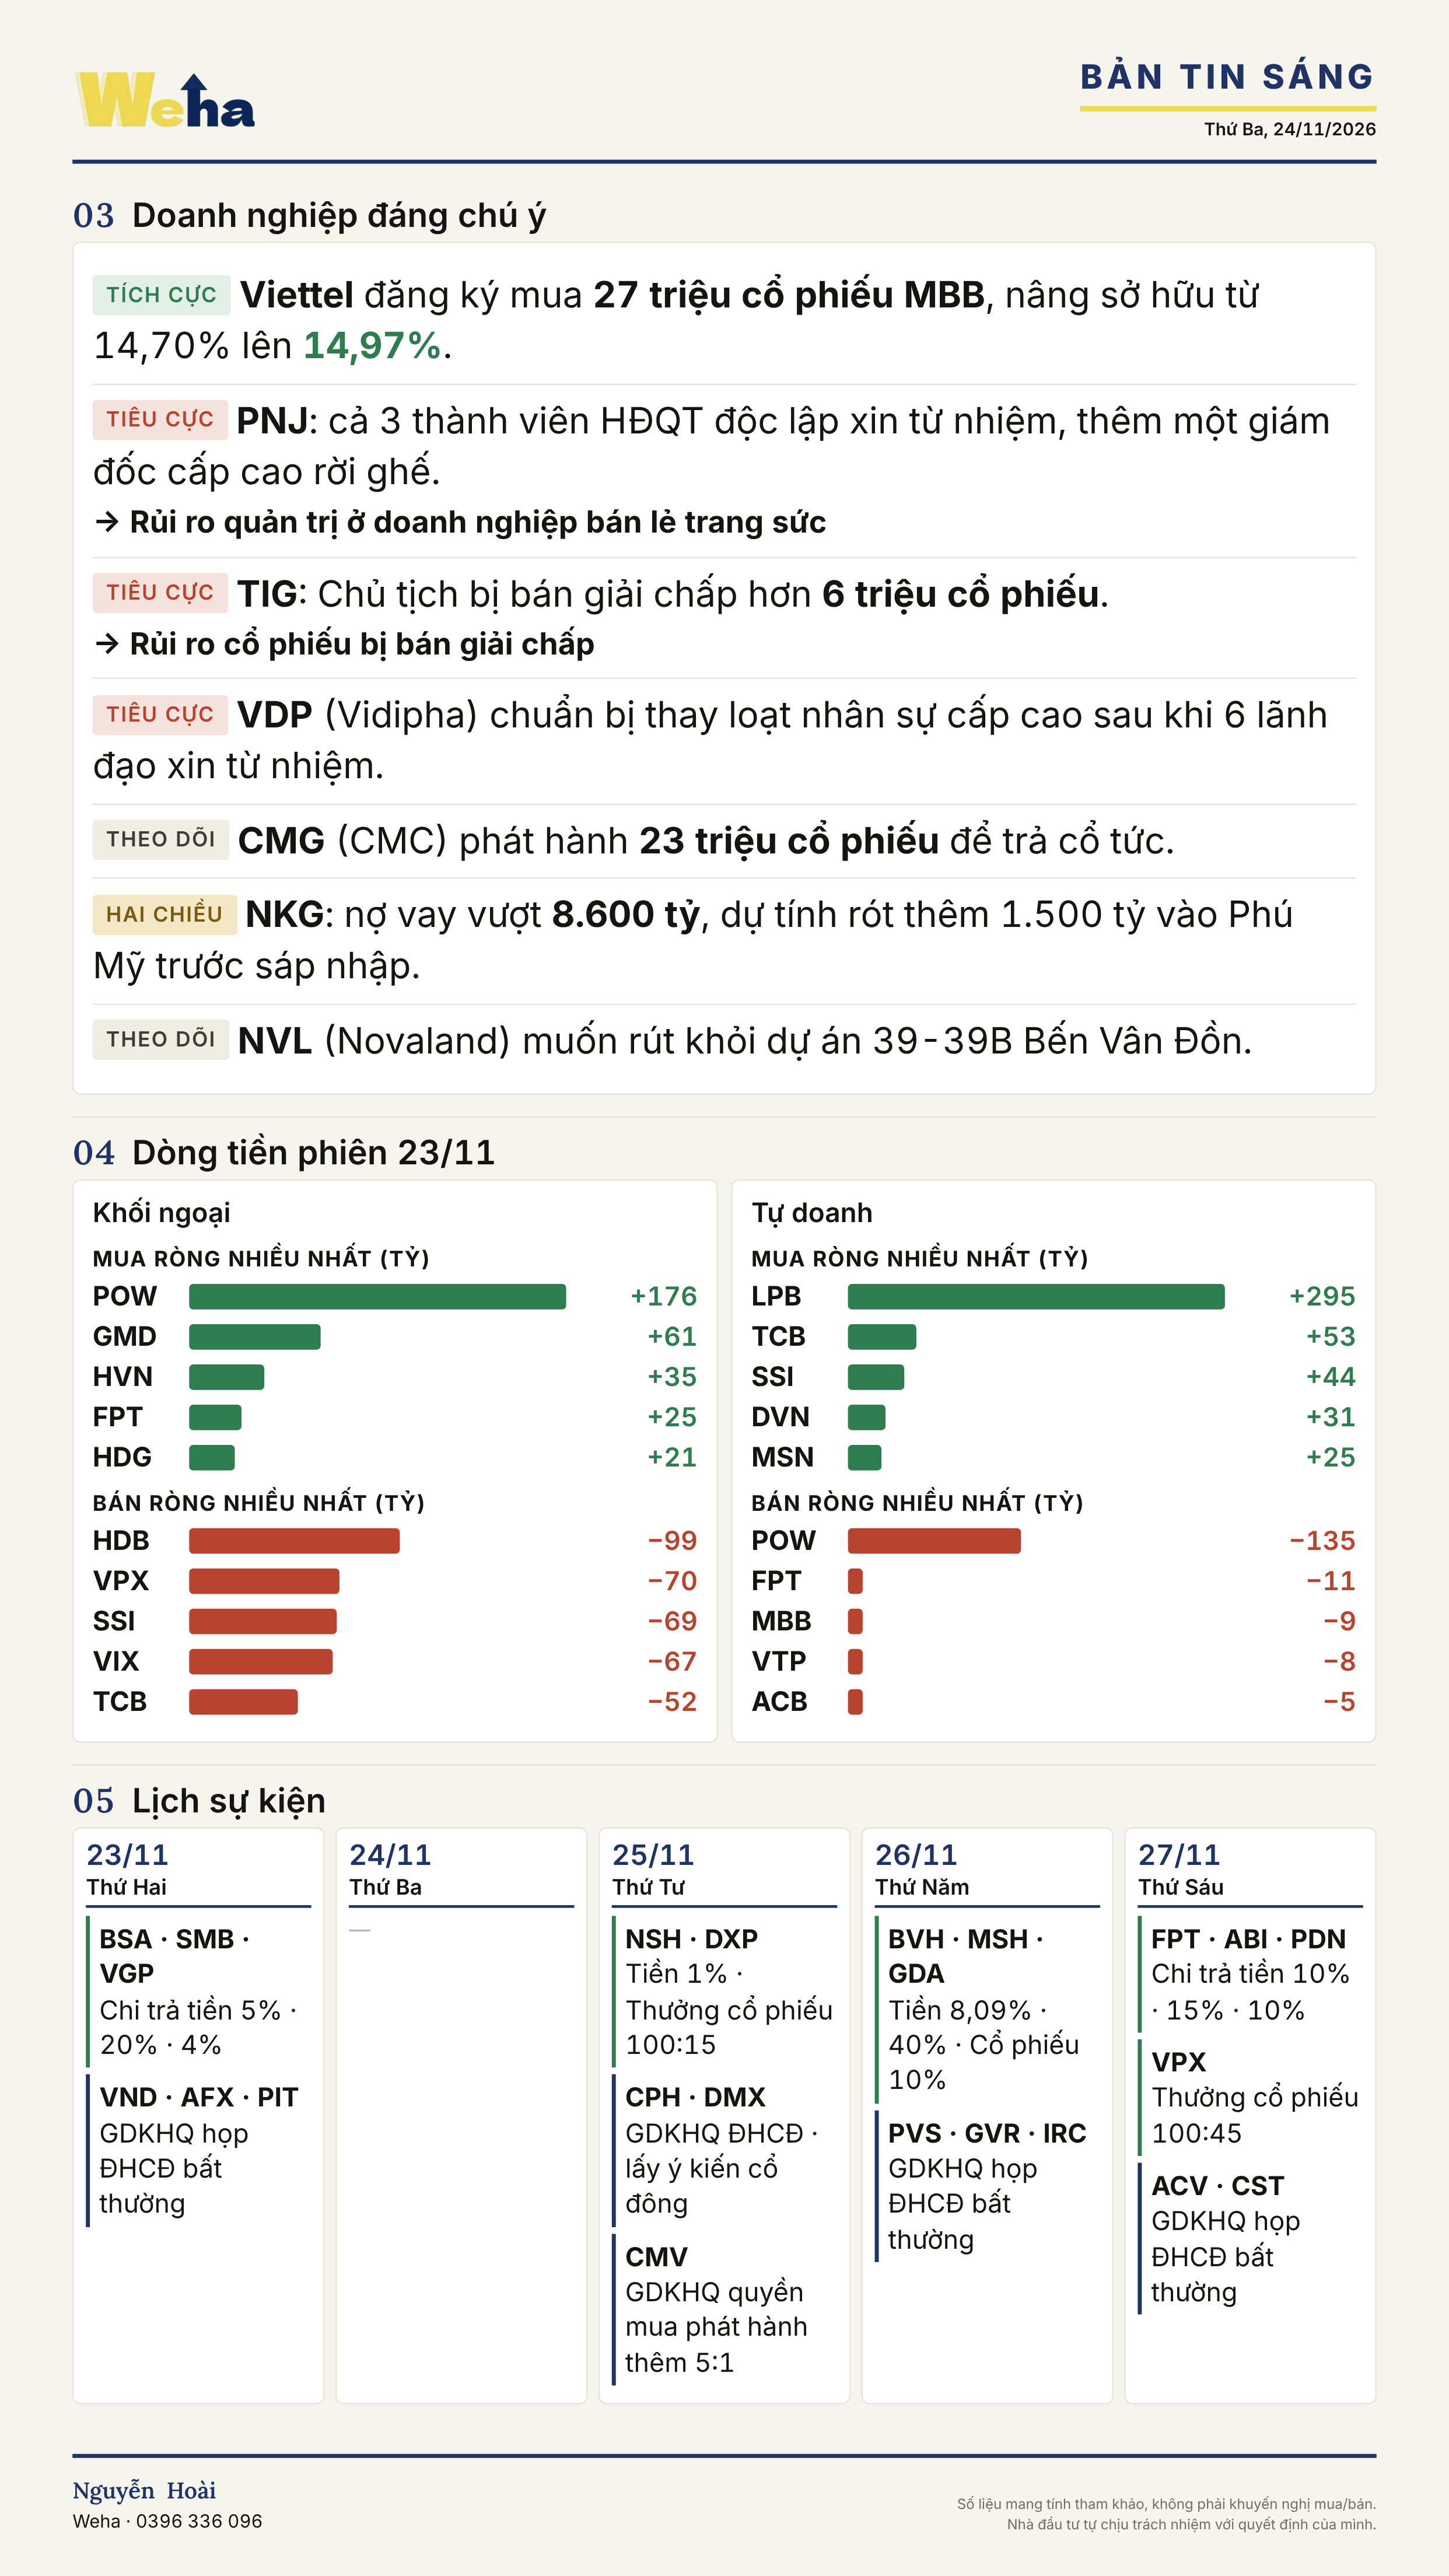 Weha
BẢN TIN SÁNG
Thứ Ba, 24/11/2026
03 Doanh nghiệp đáng chú ý
TÍCH CỰC Viettel đăng ký mua 27 triệu cổ phiếu MBB, nâng sở hữu từ
14,70% lên 14,97%.
TIÊU CỰC PNJ: cả 3 thành viên HĐQT độc lập xin từ nhiệm, thêm một giám
đốc cấp cao rời ghế.
→ Rủi ro quản trị ở doanh nghiệp bán lẻ trang sức
TIÊU CỰC TIG: Chủ tịch bị bán giải chấp hơn 6 triệu cổ phiếu.
→ Rủi ro cổ phiếu bị bán giải chấp
TIÊU CỰC VDP (Vidipha) chuẩn bị thay loạt nhân sự cấp cao sau khi 6 lãnh
đạo xin từ nhiệm.
THEO DÕI CMG (CMC) phát hành 23 triệu cổ phiếu để trả cổ tức.
HAI CHIỀU NKG: nợ vay vượt 8.600 tỷ, dự tính rót thêm 1.500 tỷ vào Phú
Mỹ trước sáp nhập.
THEO DÕI NVL (Novaland) muốn rút khỏi dự án 39-39B Bến Vân Đồn.
04 Dòng tiền phiên 23/11
Khối ngoại
MUA RÒNG NHIỀU NHẤT (TỶ)
POW +176
GMD +61
HVN +35
FPT +25
HDG +21
BÁN RÒNG NHIỀU NHẤT (TỶ)
HDB −99
VPX −70
SSI −69
VIX −67
TCB −52
Tự doanh
MUA RÒNG NHIỀU NHẤT (TỶ)
LPB +295
TCB +53
SSI +44
DVN +31
MSN +25
BÁN RÒNG NHIỀU NHẤT (TỶ)
POW −135
FPT −11
MBB −9
VTP −8
ACB −5
05 Lịch sự kiện
23/11
Thứ Hai
BSA · SMB ·
VGP
Chi trả tiền 5% ·
20% · 4%
VND · AFX · PIT
GDKHQ họp
ĐHCĐ bất
thường
24/11
Thứ Ba
—
25/11
Thứ Tư
NSH · DXP
Tiền 1% ·
Thưởng cổ phiếu
100:15
CPH · DMX
GDKHQ ĐHCĐ ·
lấy ý kiến cổ
đông
CMV
GDKHQ quyền
mua phát hành
thêm 5:1
26/11
Thứ Năm
BVH · MSH ·
GDA
Tiền 8,09% ·
40% · Cổ phiếu
10%
PVS · GVR · IRC
GDKHQ họp
ĐHCĐ bất
thường
27/11
Thứ Sáu
FPT · ABI · PDN
Chi trả tiền 10%
· 15% · 10%
VPX
Thưởng cổ phiếu
100:45
ACV · CST
GDKHQ họp
ĐHCĐ bất
thường
Nguyễn Hoài
Weha · 0396 336 096
Số liệu mang tính tham khảo, không phải khuyến nghị mua/bán.
Nhà đầu tư tự chịu trách nhiệm với quyết định của mình.